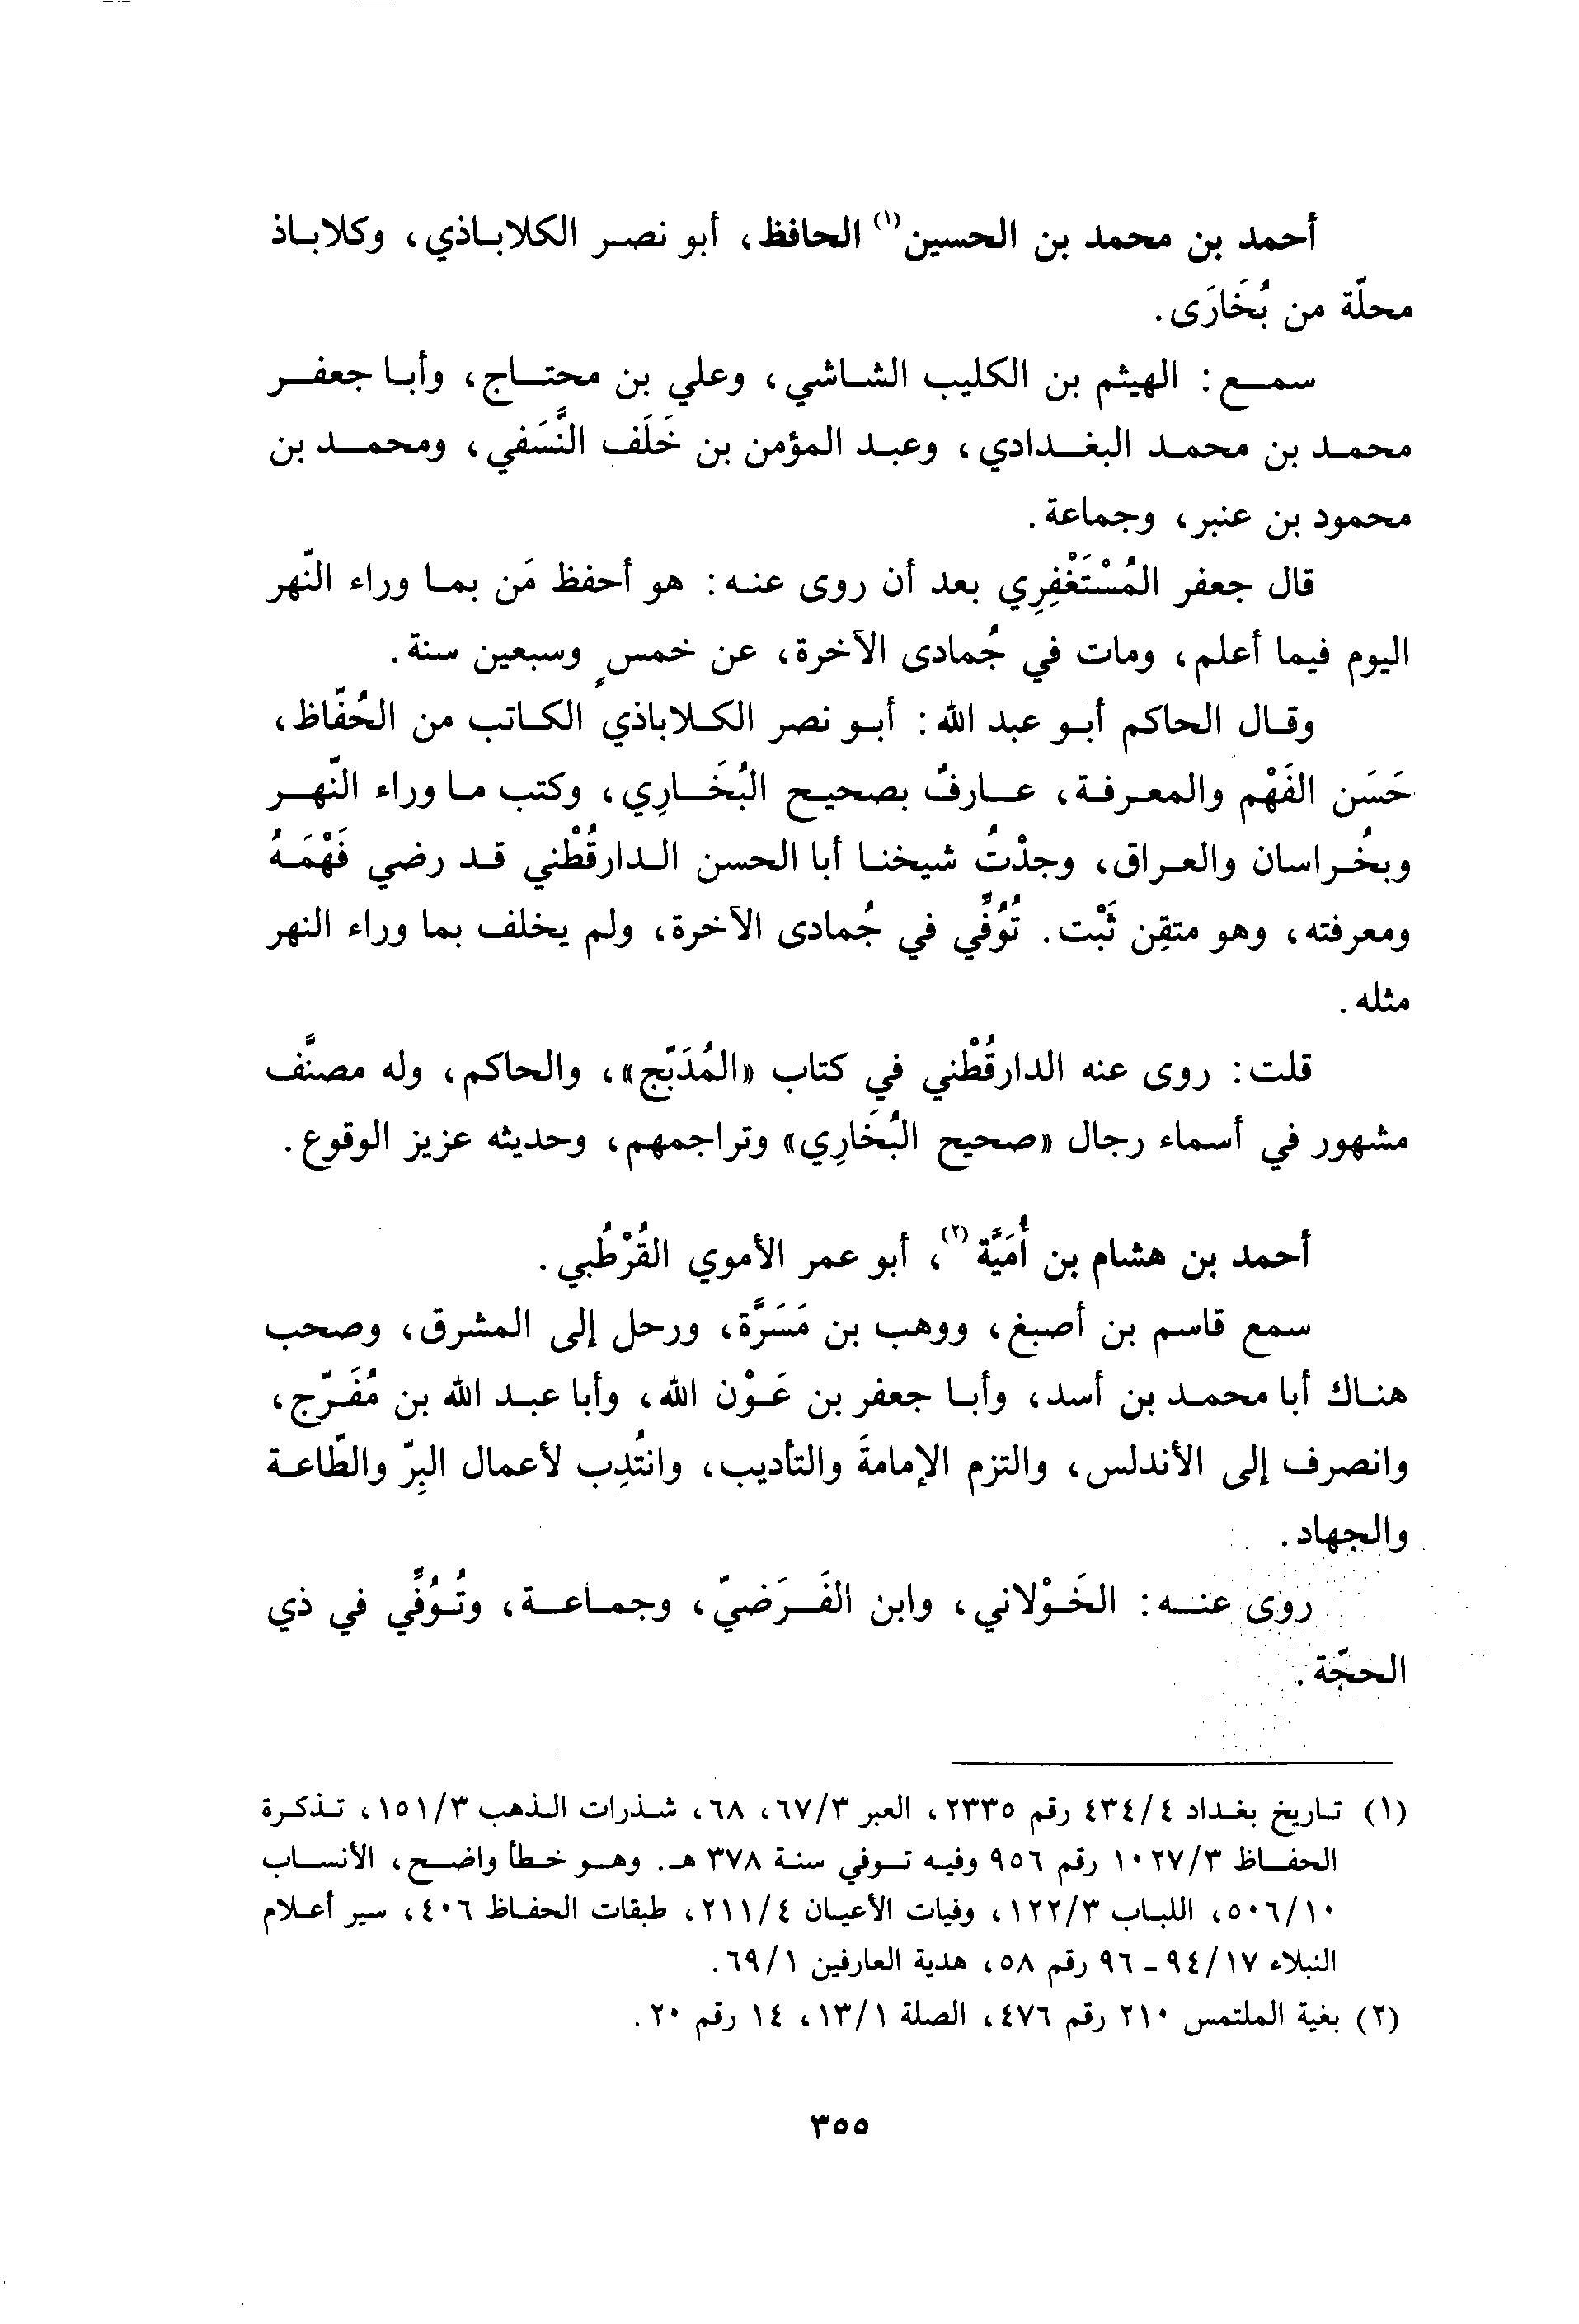 أحمد بن محمد بن الحسين(١) الحافظ، أبو نصر الكلاباذي، وكلاباذ
محلّة من بُخَارَى.
سمع: الهيثم بن الكليب الشاشي، وعلي بن محتاج، وأبا جعفر
محمد بن محمد البغدادي، وعبد المؤمن بن خَلَف النَّسَفي، ومحمد بن
محمود بن عنبر، وجماعة.
قال جعفر المُسْتَغْفِرِي بعد أن روى عنه: هو أحفظ مَن بما وراء النّهر
اليوم فيما أعلم، ومات في جُمادى الآخرة، عن خمسٍ وسبعين سنة.
وقال الحاكم أبو عبد الله: أبو نصر الكلاباذي الكاتب من الحُفّاظ،
حَسَن الفَهْم والمعرفة، عارفٌ بصحيح البُخَارِي، وكتب ما وراء النّهر
وبخُراسان والعراق، وجدْتُ شيخنا أبا الحسن الدارقُطْني قد رضي فَهْمَهُ
ومعرفته، وهو متقِن ثَبْت. تُوُفِّي في جُمادى الآخرة، ولم يخلف بما وراء النهر
مثله.
قلت: روى عنه الدارقُطْني في كتاب «المُدَبّج»، والحاكم، وله مصنَّف
مشهور في أسماء رجال «صحيح البُخَارِي» وتراجمهم، وحديثه عزيز الوقوع.
أحمد بن هشام بن أُمَيَّة(٢)، أبو عمر الأموي القُرْطُبي.
سمع قاسم بن أصبغ، ووهب بن مَسَرَّة، ورحل إلى المشرق، وصحب
هناك أبا محمد بن أسد، وأبا جعفر بن عَوْن الله، وأبا عبد الله بن مُفَرّج،
وانصرف إلى الأندلس، والتزم الإمامةَ والتأديب، وانتُدِب لأعمال البِرّ والطّاعة
والجهاد.
روى عنه: الخَوْلاني، وابن الفَرَضيّ، وجماعة، وتُوُفِّي في ذي
الحجّة.
(١) تاريخ بغداد ٤/٤٣٤ رقم ٢٣٣٥، العبر ٣/٦٧، ٦٨، شذرات الذهب ٣/١٥١، تذكرة
الحفاظ ٣/١٠٢٧ رقم ٩٥٦ وفيه توفي سنة ٣٧٨ هـ. وهو خطأ واضح، الأنساب
١٠/٥٠٦، اللباب ٣/١٢٢، وفيات الأعيان ٤/٢١١، طبقات الحفاظ ٤٠٦، سير أعلام
النبلاء ١٧/٩٤ - ٩٦ رقم ٥٨، هدية العارفين ١/٦٩.
(٢) بغية الملتمس ٢١٠ رقم ٤٧٦، الصلة ١/١٣، ١٤ رقم ٢٠.
٣٥٥